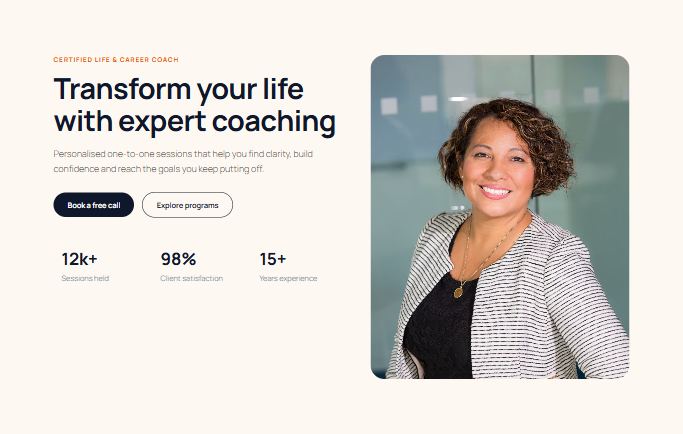 CERTIFIED LIFE & CAREER COACH
Transform your life
with expert coaching
Personalised one-to-one sessions that help you find clarity, build
confidence and reach the goals you keep putting off.
Book a free call
Explore programs
12k+
98%
15+
Sessions held
Client satisfaction
Years experience